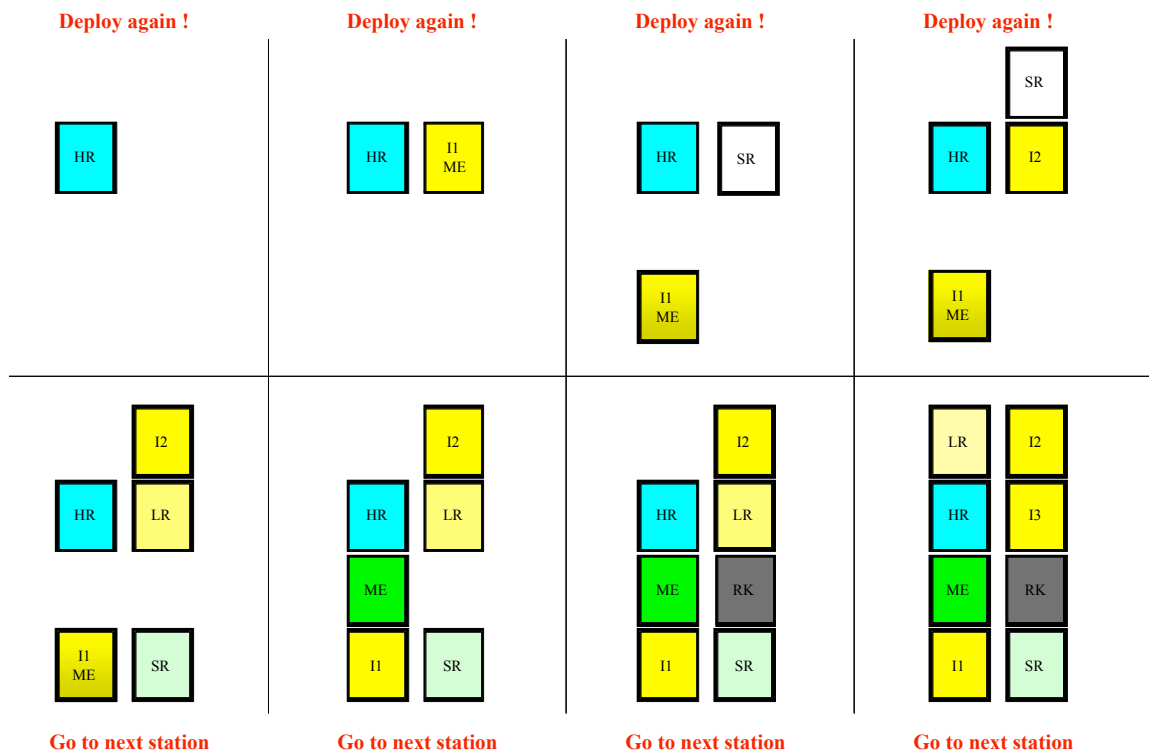 Deploy again !
Deploy again !
Deploy again !
Deploy again !
HR
HR
I1
ME
HR
SR
I1
ME
SR
HR
I2
I1
ME
I2
HR
LR
I1
ME
SR
I2
HR
LR
ME
I1
SR
I2
HR
LR
ME
RK
I1
SR
LR
I2
HR
I3
ME
RK
I1
SR
Go to next station
Go to next station
Go to next station
Go to next station